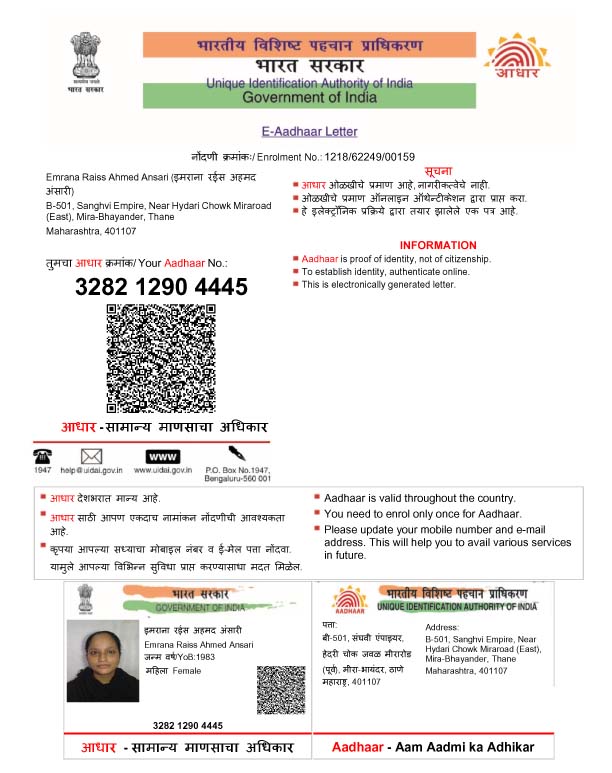 सत्यमेव जयते
भारत सरकार
भारतीय विशिष्ट पहचान प्राधिकरण
भारत सरकार
Unique Identification Authority of India
Government of India
आधार
E-Aadhaar Letter
नोंदणी क्रमांक:/ Enrolment No.: 1218/62249/00159
Emrana Raiss Ahmed Ansari (इमराना रईस अहमद
अंसारी)
B-501, Sanghvi Empire, Near Hydari Chowk Miraroad
(East), Mira-Bhayander, Thane
Maharashtra, 401107
सूचना
आधार ओळखीचे प्रमाण आहे, नागरीकत्वेचे नाही.
ओळखीचे प्रमाण ऑनलाइन ऑथेन्टीकेशन द्वारा प्राप्त करा.
हे इलेक्ट्रॉनिक प्रक्रिये द्वारा तयार झालेले एक पत्र आहे.
INFORMATION
Aadhaar is proof of identity, not of citizenship.
To establish identity, authenticate online.
This is electronically generated letter.
तुमचा आधार क्रमांक/ Your Aadhaar No.:
3282 1290 4445
आधार - सामान्य माणसाचा अधिकार
1947
help@uidai.gov.in
www
www.uidai.gov.in
P.O. Box No.1947,
Bengaluru-560 001
आधार देशभरात मान्य आहे.
आधार साठी आपण एकदाच नामांकन नोंदणीची आवश्यकता
आहे.
कृपया आपल्या सध्याचा मोबाइल नंबर व ई-मेल पत्ता नोंदवा.
यामुळे आपल्याा विभिन्न सुविधा प्राप्त करण्यासाधा मदत मिळेल.
Aadhaar is valid throughout the country.
You need to enrol only once for Aadhaar.
Please update your mobile number and e-mail
address. This will help you to avail various services
in future.
भारत सरकार
GOVERNMENT OF INDIA
इमराना रईस अहमद अंसारी
Emrana Raiss Ahmed Ansari
जन्म वर्ष/YoB:1983
महिला Female
3282 1290 4445
आधार - सामान्य माणसाचा अधिकार
AADHAAR
भारतीय विशिष्ट पहचान प्राधिकरण
UNIQUE IDENTIFICATION AUTHORITY OF INDIA
पत्ता:
बी-501, संघवी एंपाइयर,
हेदरी चोक जवळ मीरारोड
(पूर्व), मीरा-भायंदर, ठाणे
महाराष्ट्र, 401107
Address:
B-501, Sanghvi Empire, Near
Hydari Chowk Miraroad (East),
Mira-Bhayander, Thane
Maharashtra, 401107
Aadhaar - Aam Aadmi ka Adhikar